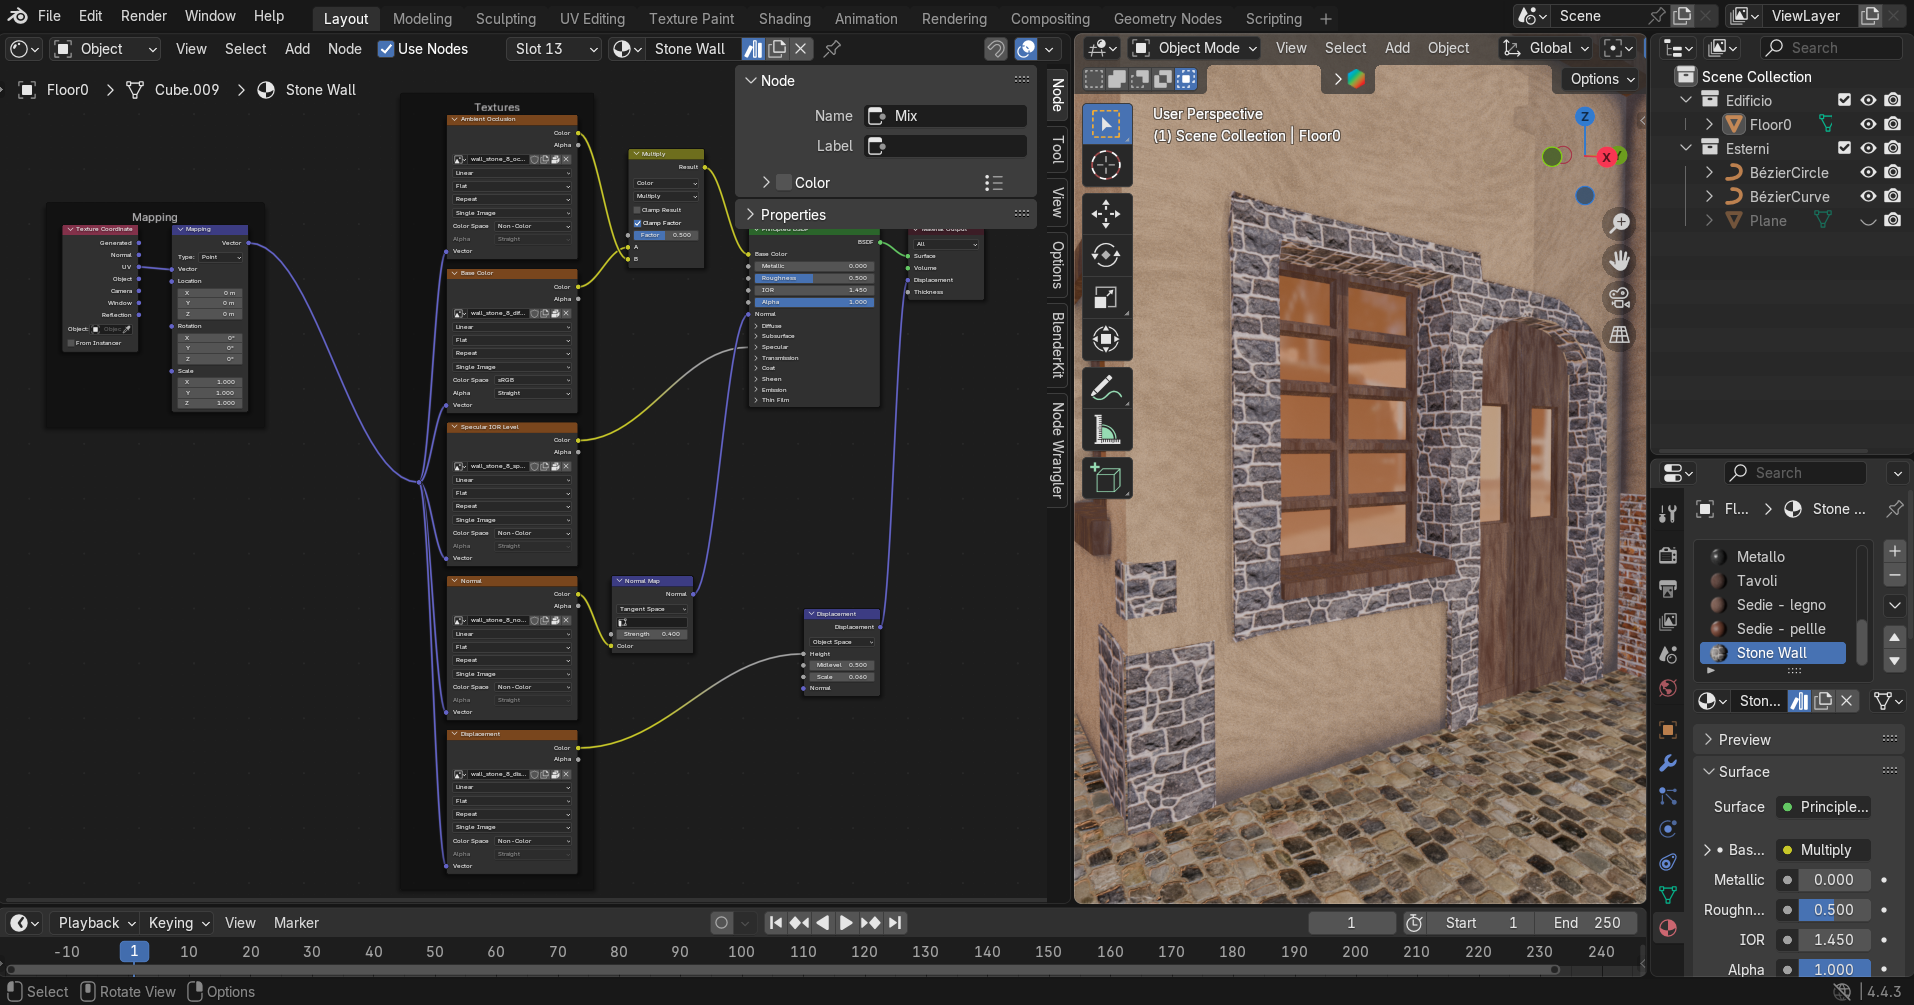 File Edit Render Window Help Layout Modeling Sculpting UV Editing Texture Paint Shading Animation Rendering Compositing Geometry Nodes Scripting + Scene ViewLayer
Object View Select Add Node Use Nodes Slot 13 Stone Wall
Object Mode View Select Add Object Global
Search
Options
Floor0 > Cube.009 > Stone Wall
Node
Name Mix
Label
Color
Properties
Node
Tool
View
Options
BlenderKit
Node Wrangler
Mapping
Texture Coordinate
Generated
Normal
UV
Object
Camera
Window
Reflection
Object:
From Instancer
Mapping
Vector
Type: Point
Vector
Location
X 0 m
Y 0 m
Z 0 m
Rotation
X 0°
Y 0°
Z 0°
Scale
X 1.000
Y 1.000
Z 1.000
Textures
Ambient Occlusion
Color
Alpha
wall_stone_8_oc...
Linear
Flat
Repeat
Single Image
Color Space Non-Color
Alpha Straight
Vector
Base Color
Color
Alpha
wall_stone_8_dif...
Linear
Flat
Repeat
Single Image
Color Space sRGB
Alpha Straight
Vector
Specular IOR Level
Color
Alpha
wall_stone_8_sp...
Linear
Flat
Repeat
Single Image
Color Space Non-Color
Alpha Straight
Vector
Normal
Color
Alpha
wall_stone_8_no...
Linear
Flat
Repeat
Single Image
Color Space Non-Color
Alpha Straight
Vector
Displacement
Color
Alpha
wall_stone_8_dis...
Linear
Flat
Repeat
Single Image
Color Space Non-Color
Alpha Straight
Vector
Multiply
Result
Color
Multiply
Clamp Result
Clamp Factor
Factor 0.500
A
B
BSDF
Base Color
Metallic 0.000
Roughness 0.500
IOR 1.450
Alpha 1.000
Normal
Diffuse
Subsurface
Specular
Transmission
Coat
Sheen
Emission
Thin Film
All
Surface
Volume
Displacement
Thickness
Normal Map
Normal
Tangent Space
Strength 0.400
Color
Displacement
Displacement
Object Space
Height
Midlevel 0.500
Scale 0.060
Normal
User Perspective
(1) Scene Collection | Floor0
Z
X
Y
Scene Collection
Edificio
Floor0
Esterni
BézierCircle
BézierCurve
Plane
Search
Fl... > Stone ...
Metallo
Tavoli
Sedie - legno
Sedie - pellle
Stone Wall
Ston...
Preview
Surface
Surface Principle...
Bas... Multiply
Metallic 0.000
Roughn... 0.500
IOR 1.450
Alpha 1.000
Playback Keying View Marker 1 Start 1 End 250
-10 1 10 20 30 40 50 60 70 80 90 100 110 120 130 140 150 160 170 180 190 200 210 220 230 240
Select Rotate View Options 4.4.3